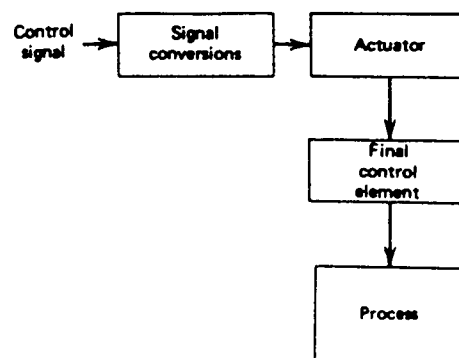 Control
signal
Signal
conversions
Actuator
Final
control
element
Process